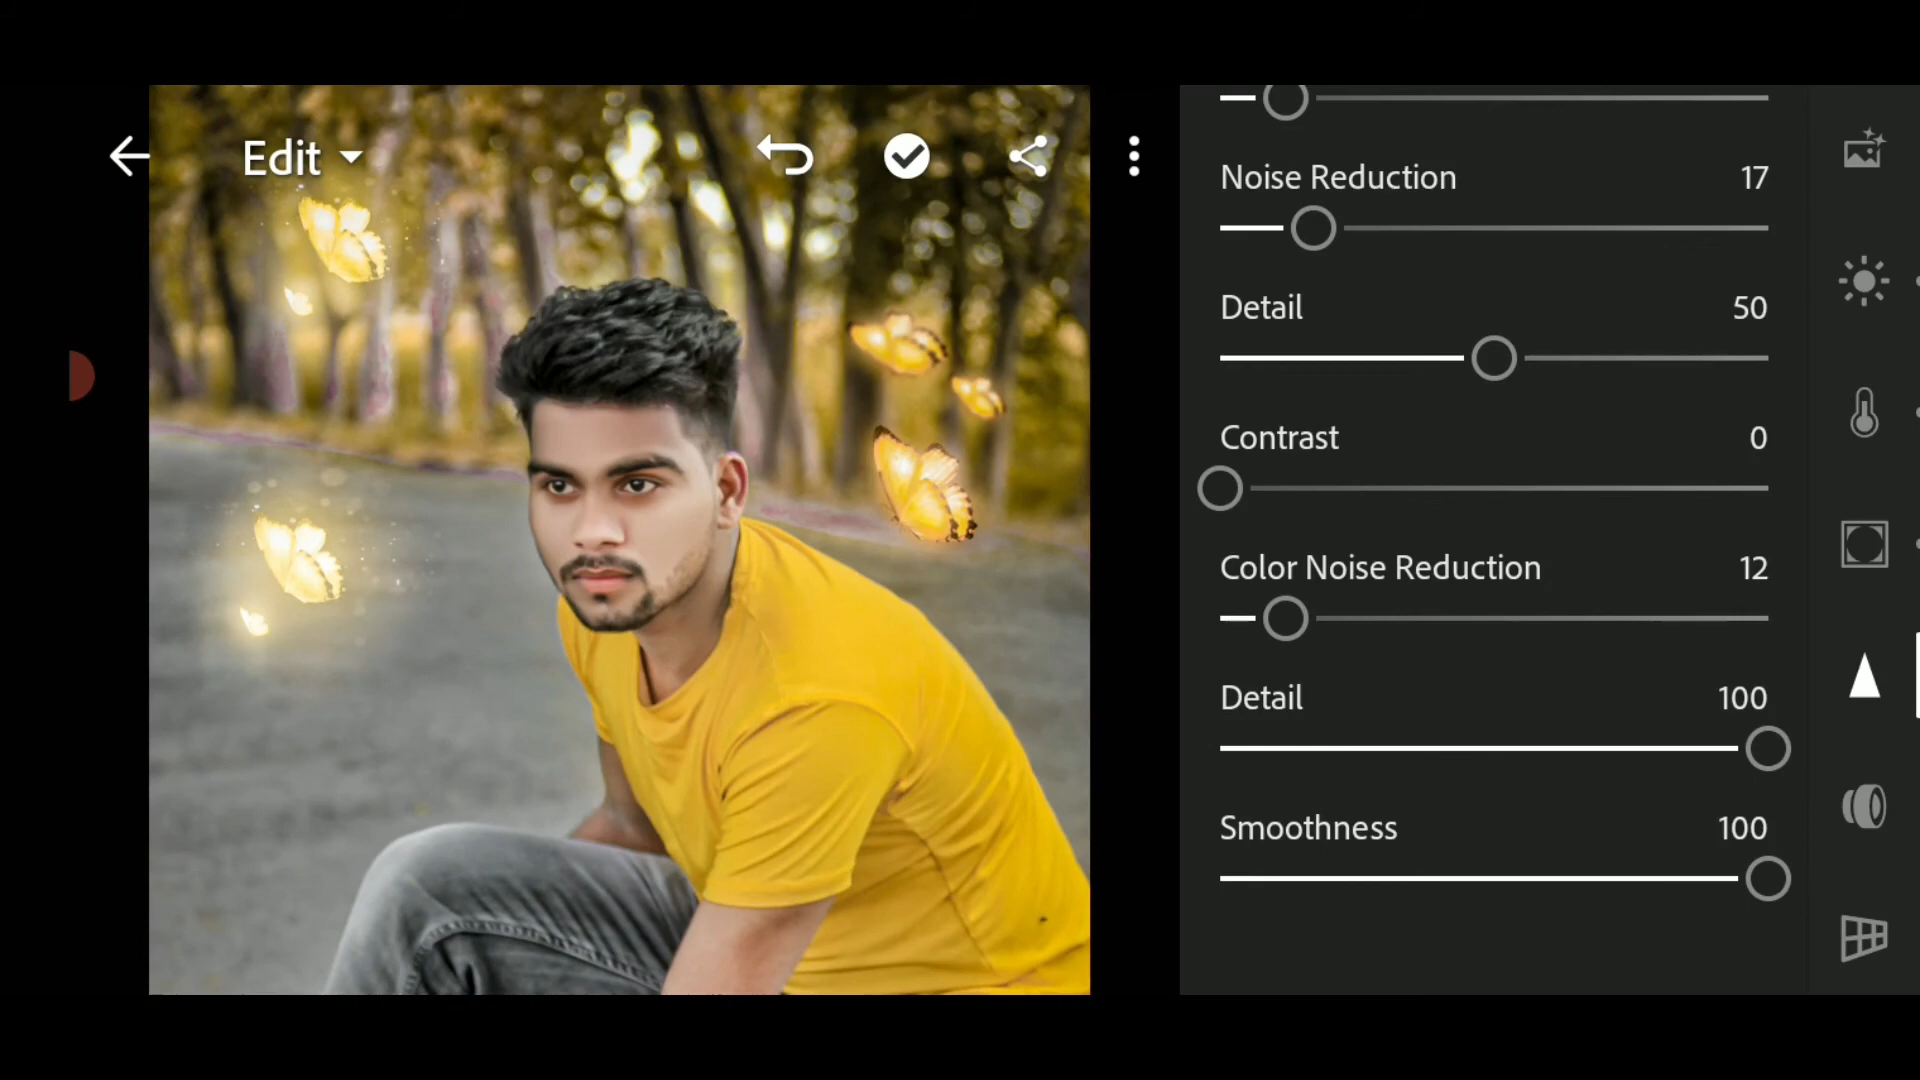 Edit
Noise Reduction 17
Detail 50
Contrast 0
Color Noise Reduction 12
Detail 100
Smoothness 100